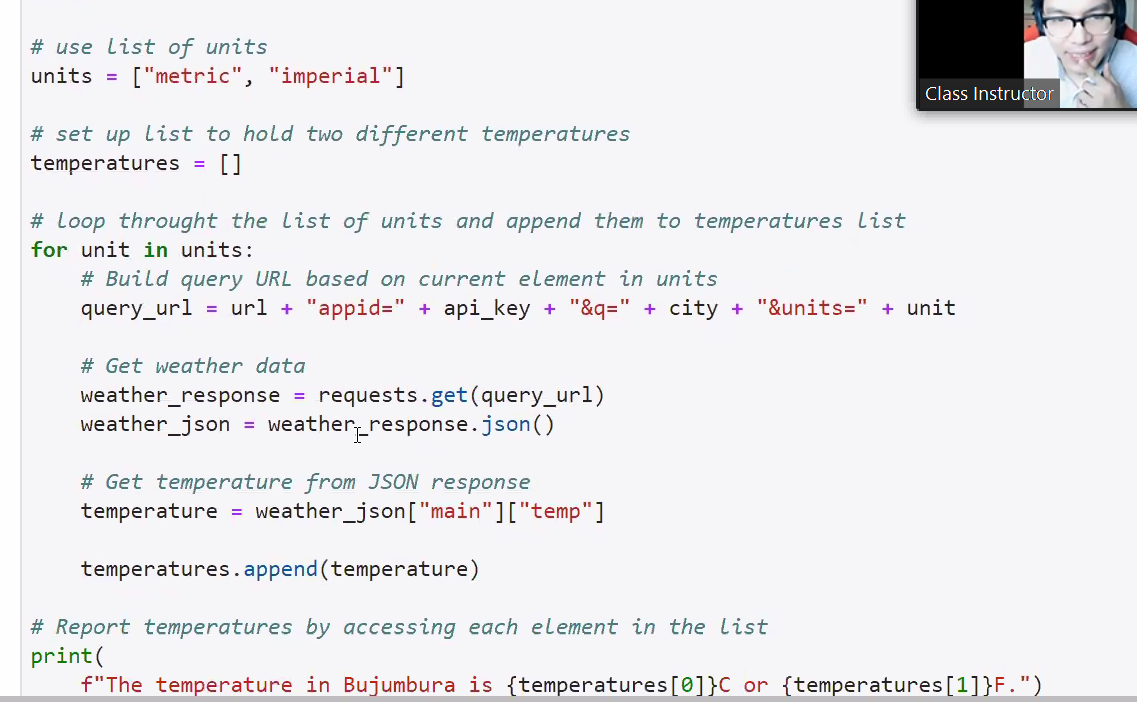 # use list of units
units = ["metric", "imperial"]
# set up list to hold two different temperatures
temperatures = []
# loop throught the list of units and append them to temperatures list
for unit in units:
    # Build query URL based on current element in units
    query_url = url + "appid=" + api_key + "&q=" + city + "&units=" + unit
    # Get weather data
    weather_response = requests.get(query_url)
    weather_json = weather_response.json()
    # Get temperature from JSON response
    temperature = weather_json["main"]["temp"]
    temperatures.append(temperature)
# Report temperatures by accessing each element in the list
print(
    f"The temperature in Bujumbura is {temperatures[0]}C or {temperatures[1]}F.")
Class Instructor